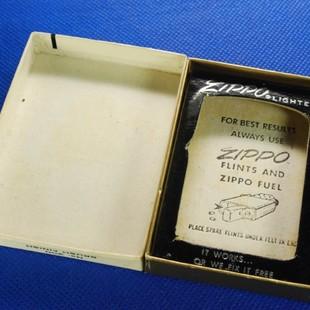 ZIPPO LIGHTE
FOR BEST RESULTS
ALWAYS USE
ZIPPO
FLINTS AND
ZIPPO FUEL
PLACE SPARE FLINTS UNDER FELT IN END
IT WORKS...
OR WE FIX IT FREE